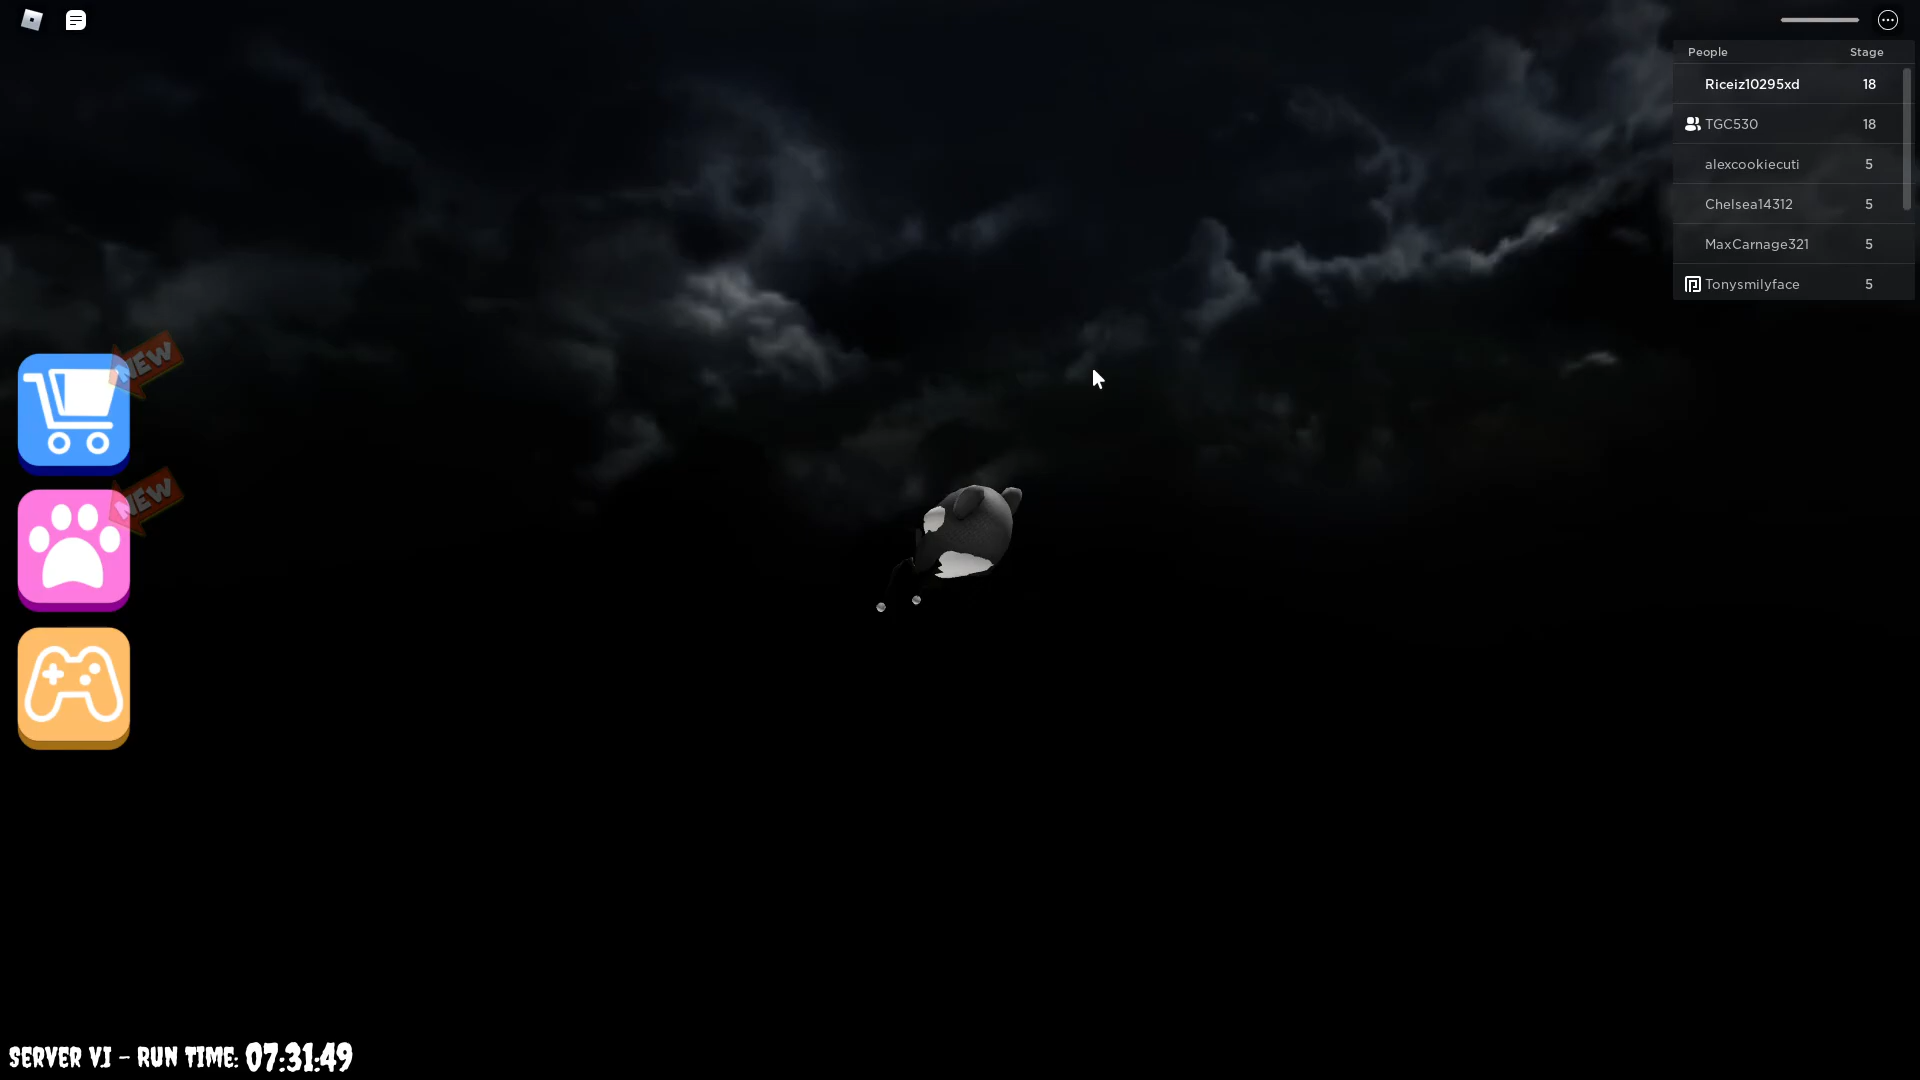 People Stage
Riceiz10295xd 18
TGC530 18
alexcookiecuti 5
Chelsea14312 5
MaxCarnage321 5
Tonysmilyface 5
NEW
NEW
SERVER V.1 - RUN TIME: 07:31:49